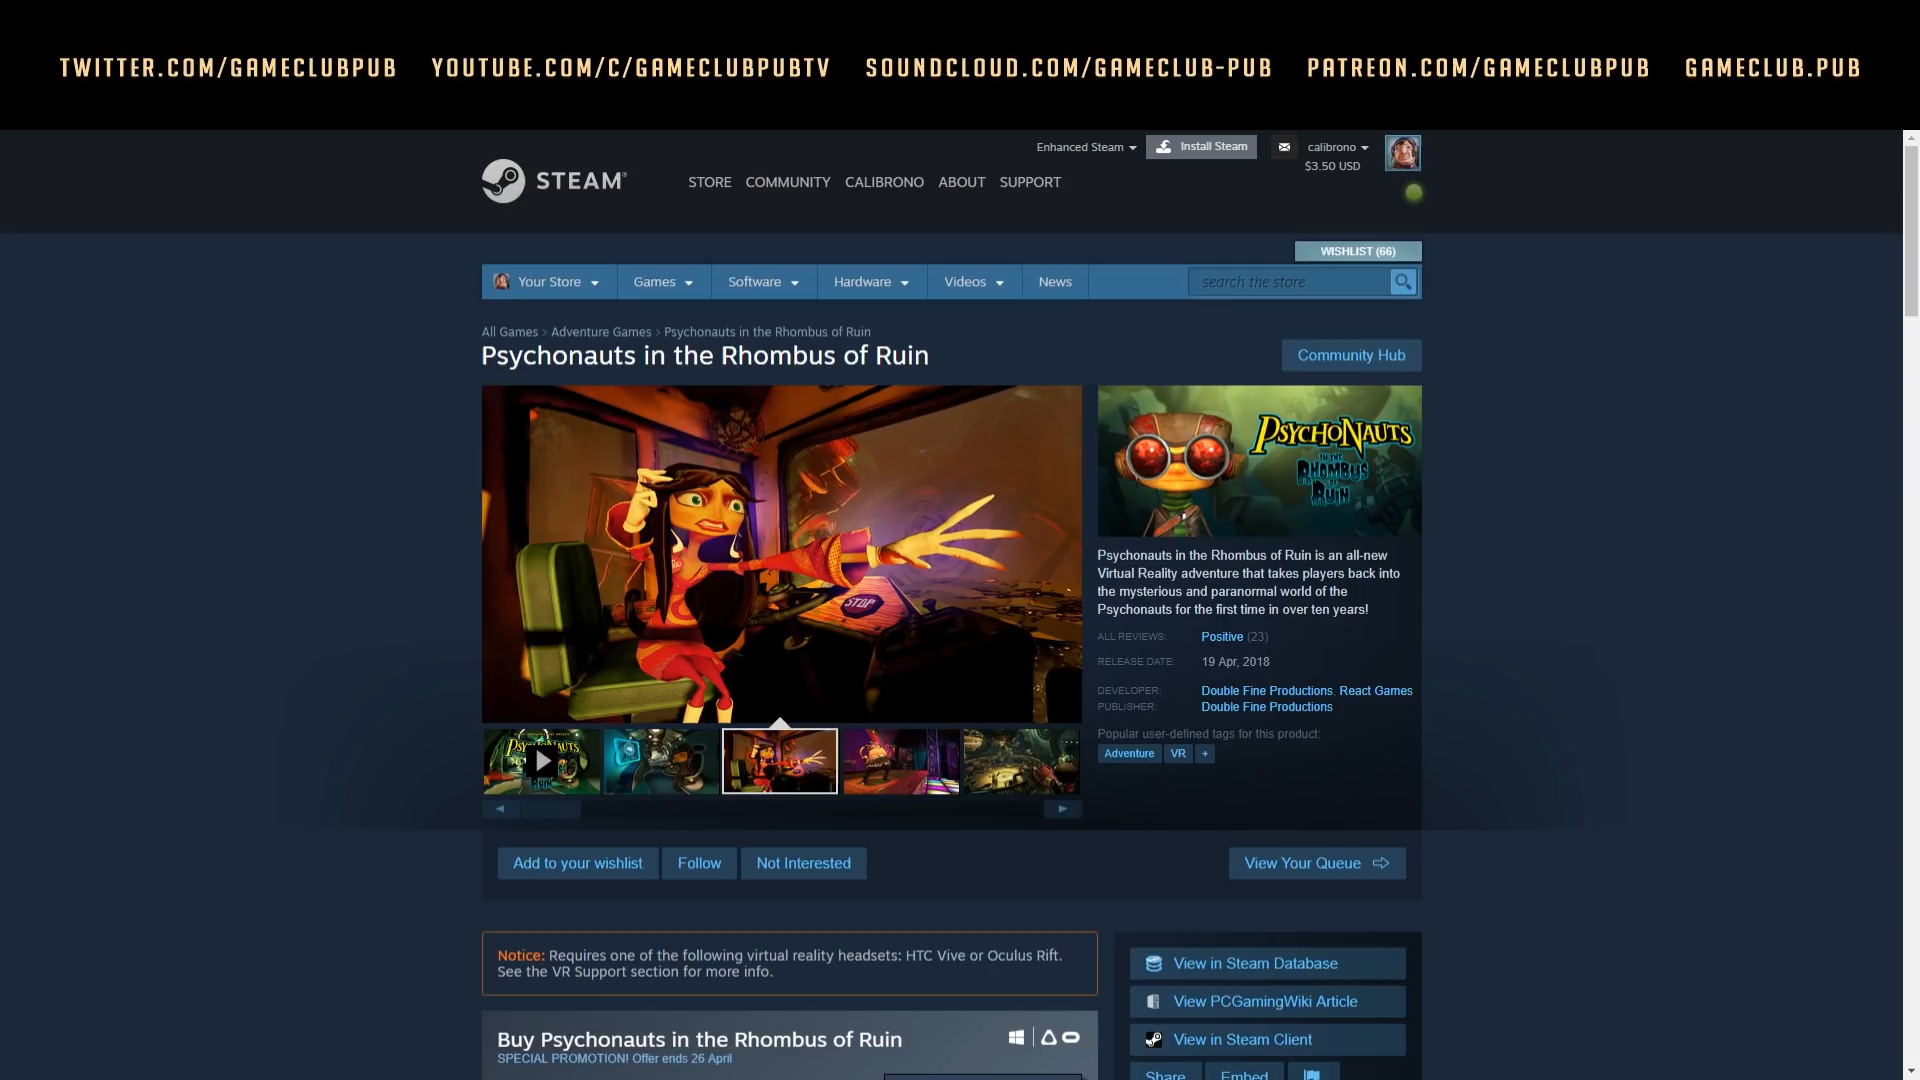 TWITTER.COM/GAMECLUBPUB YOUTUBE.COM/C/GAMECLUBPUBTV SOUNDCLOUD.COM/GAMECLUB-PUB PATREON.COM/GAMECLUBPUB GAMECLUB.PUB
Enhanced Steam Install Steam calibrono
$3.50 USD
STEAM®
STORE COMMUNITY CALIBRONO ABOUT SUPPORT
WISHLIST (66)
Your Store Games Software Hardware Videos News search the store
All Games > Adventure Games > Psychonauts in the Rhombus of Ruin
Psychonauts in the Rhombus of Ruin
Community Hub
PSYCHONAUTS
IN THE
RHOMBUS
OF
RUIN
STOP
Psychonauts in the Rhombus of Ruin is an all-new
Virtual Reality adventure that takes players back into
the mysterious and paranormal world of the
Psychonauts for the first time in over ten years!
ALL REVIEWS: Positive (23)
RELEASE DATE: 19 Apr, 2018
DEVELOPER: Double Fine Productions, React Games
PUBLISHER: Double Fine Productions
Popular user-defined tags for this product:
Adventure VR +
PSYCHONAUTS
Add to your wishlist Follow Not Interested View Your Queue
Notice: Requires one of the following virtual reality headsets: HTC Vive or Oculus Rift.
See the VR Support section for more info.
View in Steam Database
View PCGamingWiki Article
View in Steam Client
Share Embed
Buy Psychonauts in the Rhombus of Ruin
SPECIAL PROMOTION! Offer ends 26 April